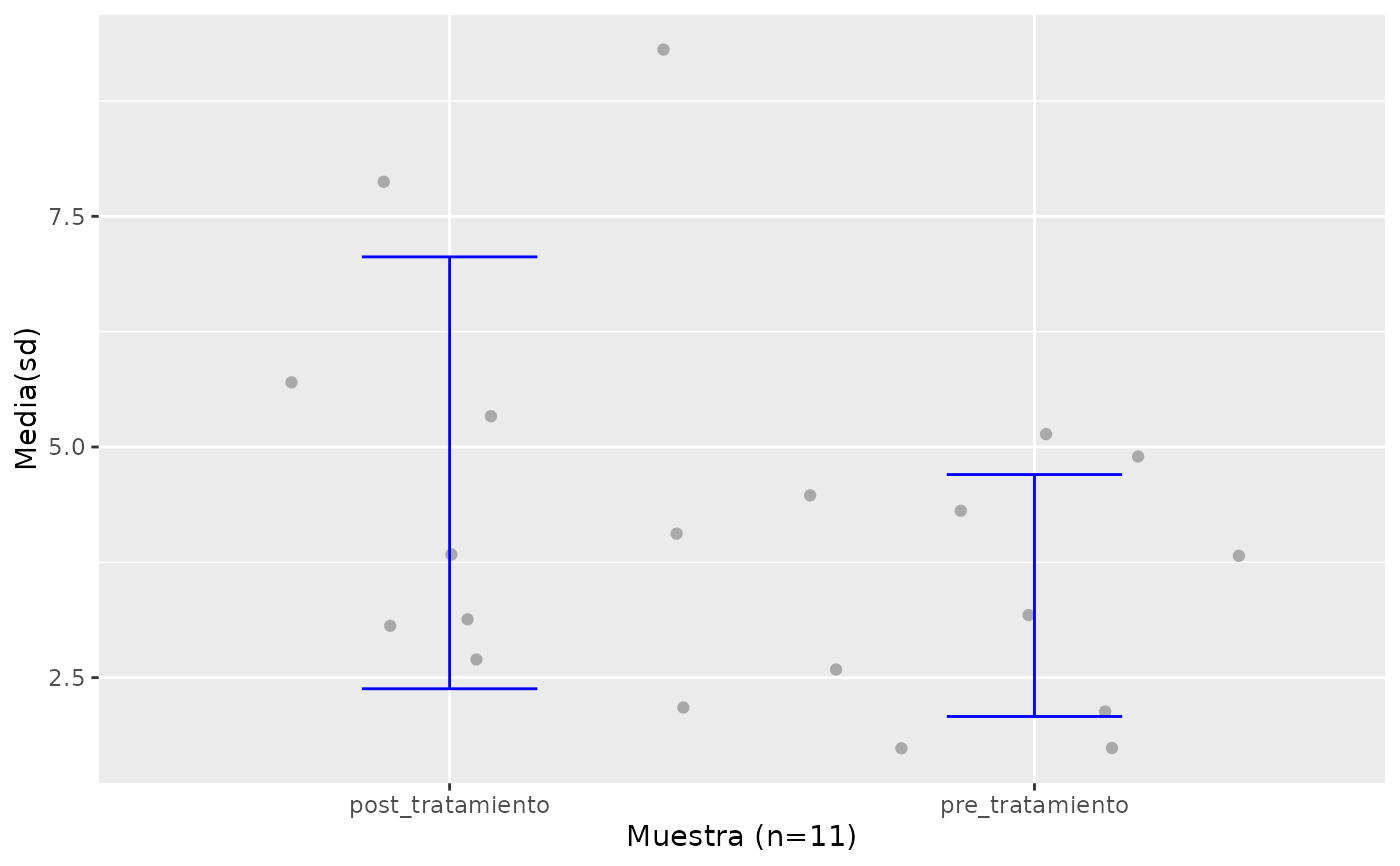 Media(sd)
7.5
5.0
2.5
post_tratamiento
pre_tratamiento
Muestra (n=11)